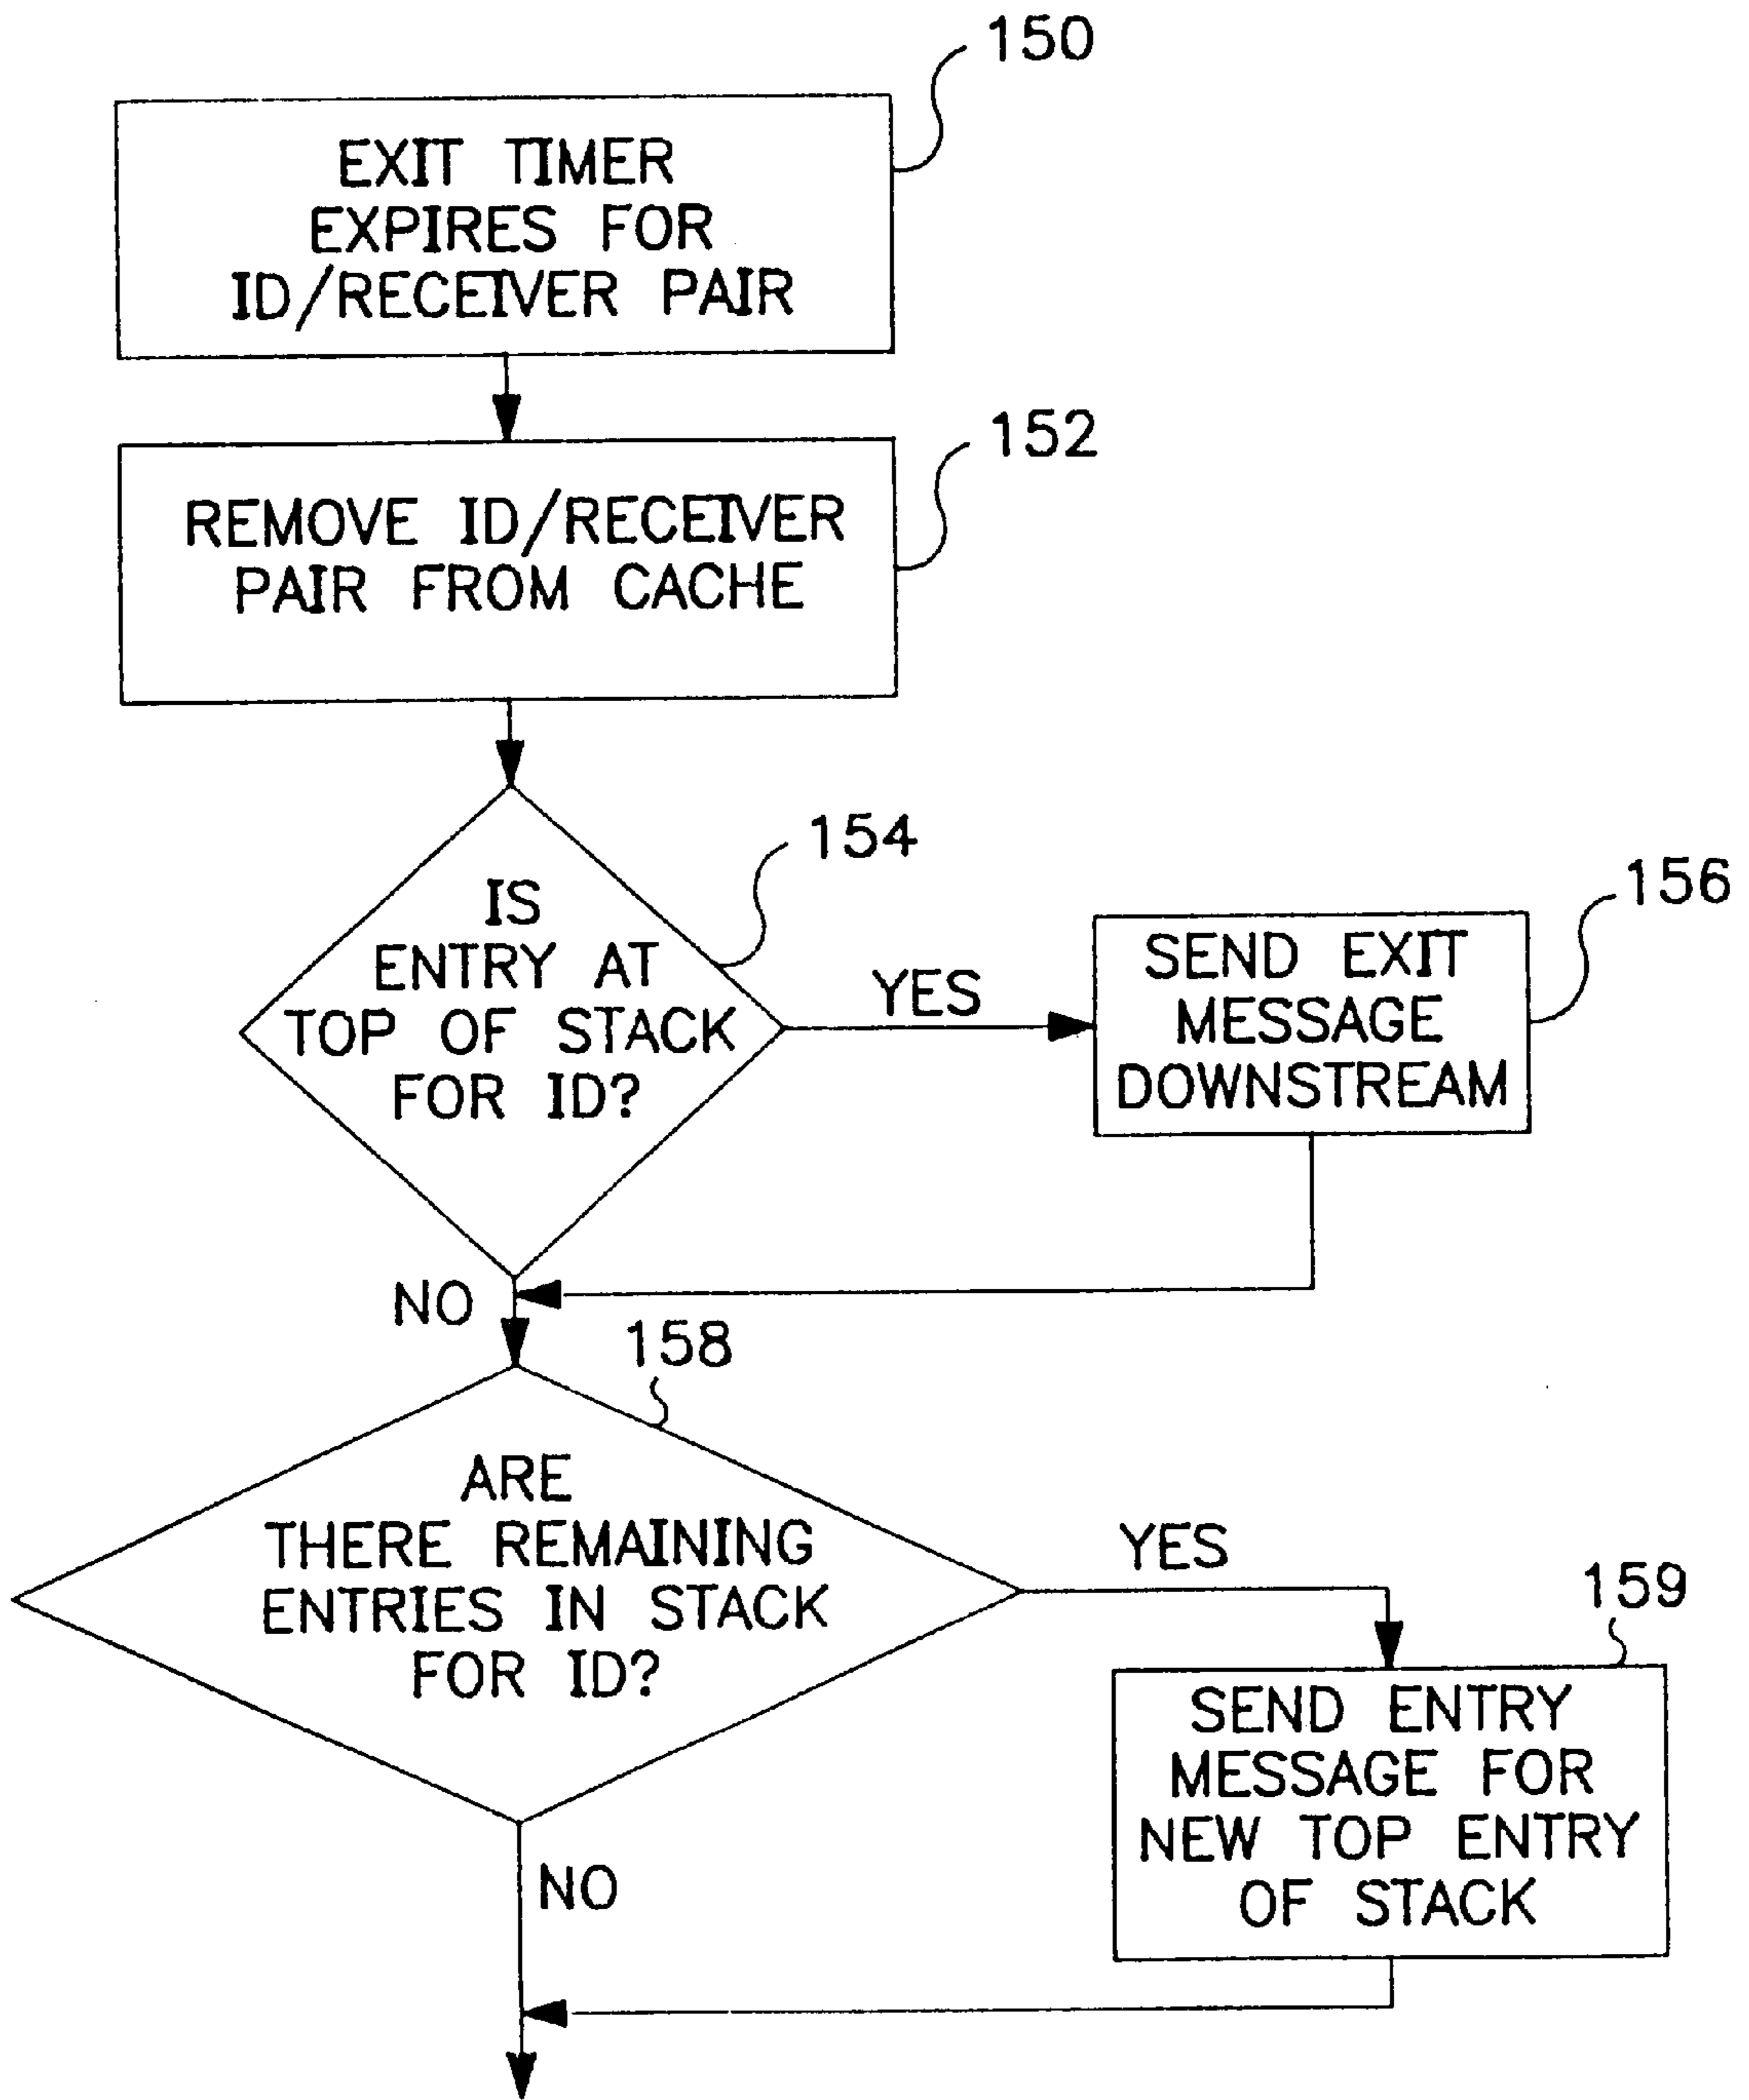 150
EXIT TIMER
EXPIRES FOR
ID/RECEIVER PAIR
152
REMOVE ID/RECEIVER
PAIR FROM CACHE
154
IS
ENTRY AT
TOP OF STACK
FOR ID?
YES
156
SEND EXIT
MESSAGE
DOWNSTREAM
NO
158
ARE
THERE REMAINING
ENTRIES IN STACK
FOR ID?
YES
159
SEND ENTRY
MESSAGE FOR
NEW TOP ENTRY
OF STACK
NO